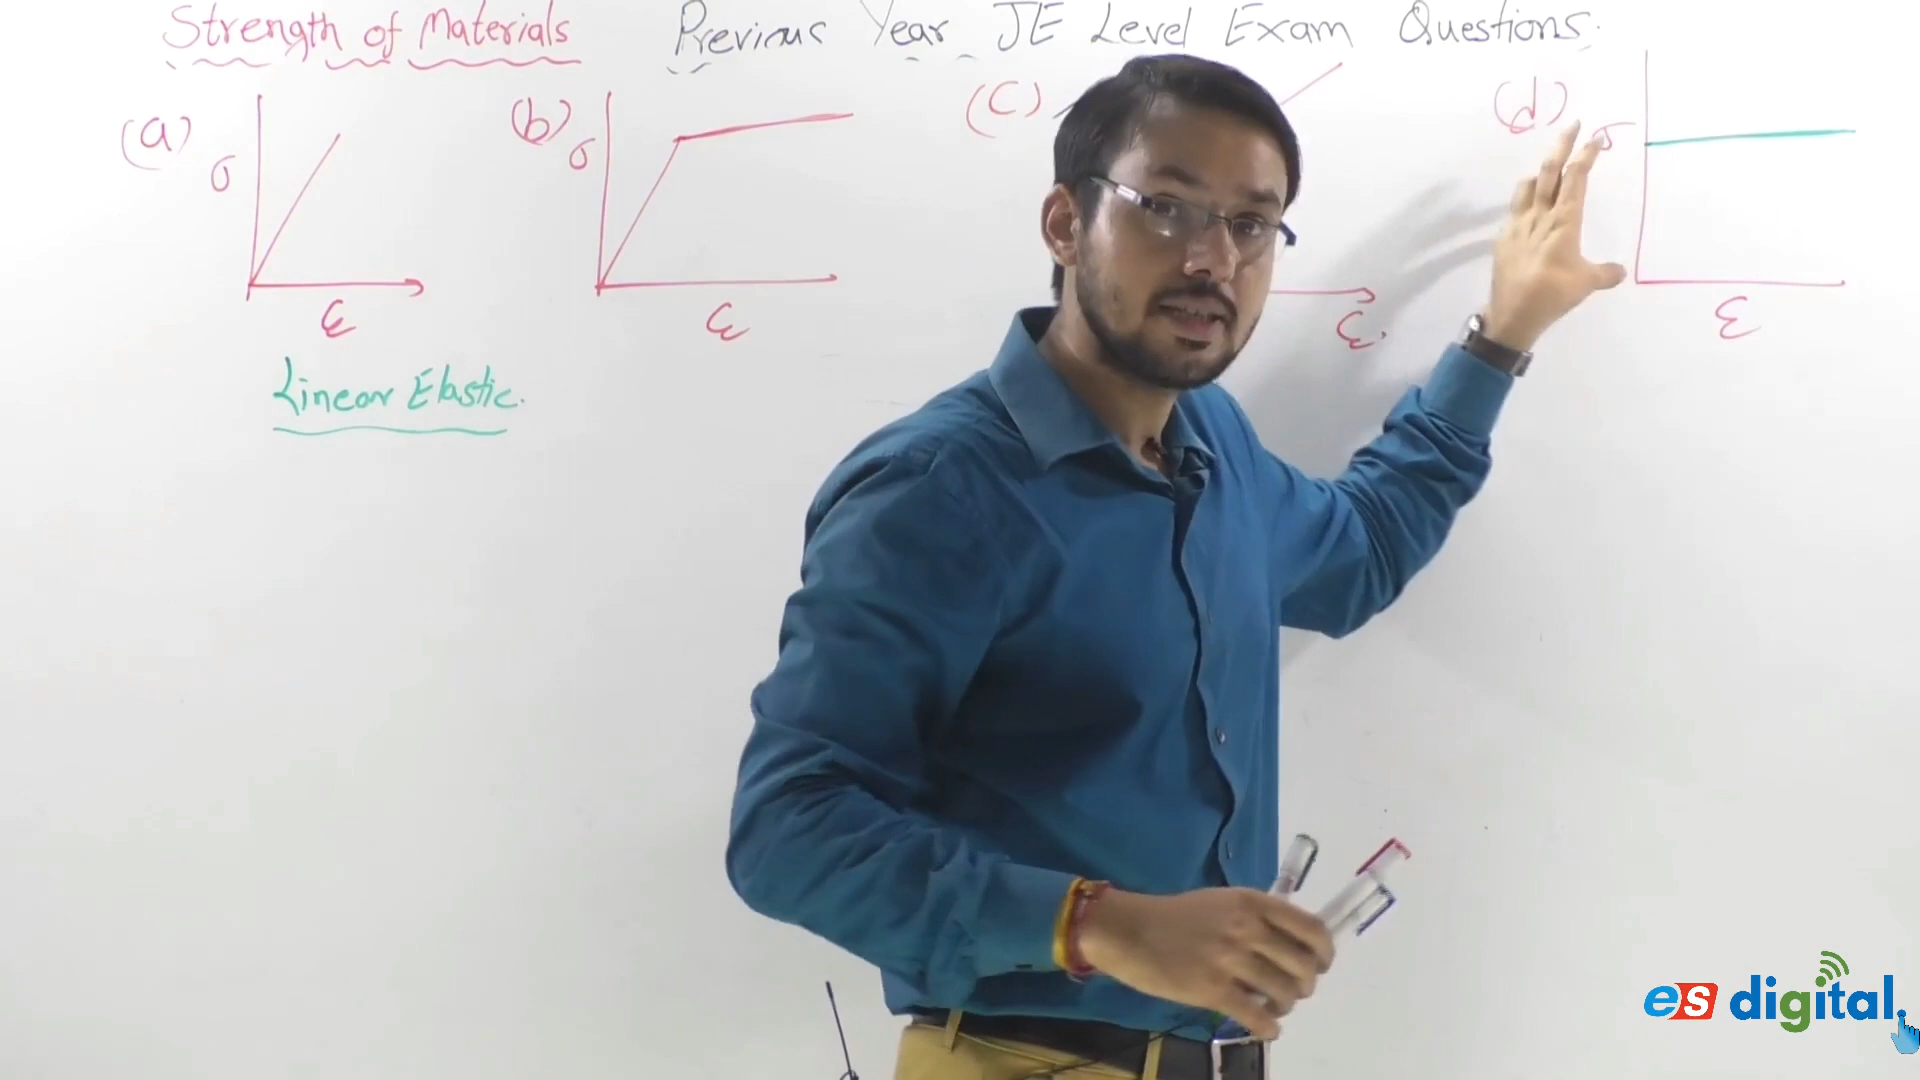 Strength of Materials Previous Year JE Level Exam Questions.
(a) (b) (C) (d)
σ σ σ
ε ε ε ε
Linear Elastic.
es digital.